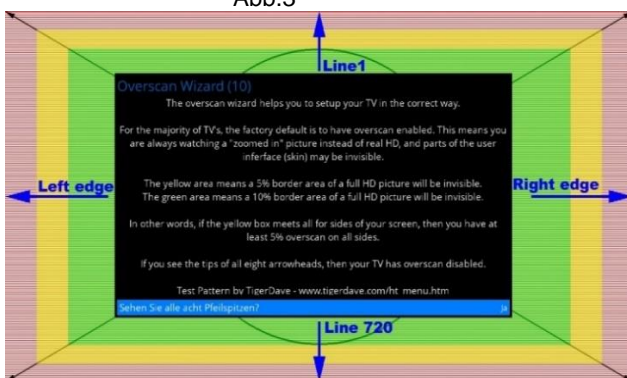 Abb.3
Line1
Overscan Wizard (10)
The overscan wizard helps you to setup your TV in the correct way.
For the majority of TV's, the factory default is to have overscan enabled. This means you
are always watching a "zoomed in" picture instead of real HD, and parts of the user
inferface (skin) may be invisible.
The yellow area means a 5% border area of a full HD picture will be invisible.
The green area means a 10% border area of a full HD picture will be invisible.
Left edge
Right edge
In other words, if the yellow box meets all for sides of your screen, then you have at
least 5% overscan on all sides.
If you see the tips of all eight arrowheads, then your TV has overscan disabled.
Test Pattern by TigerDave - www.tigerdave.com/ht_menu.htm
Sehen Sie alle acht Pfeilspitzen? Ja
Line 720